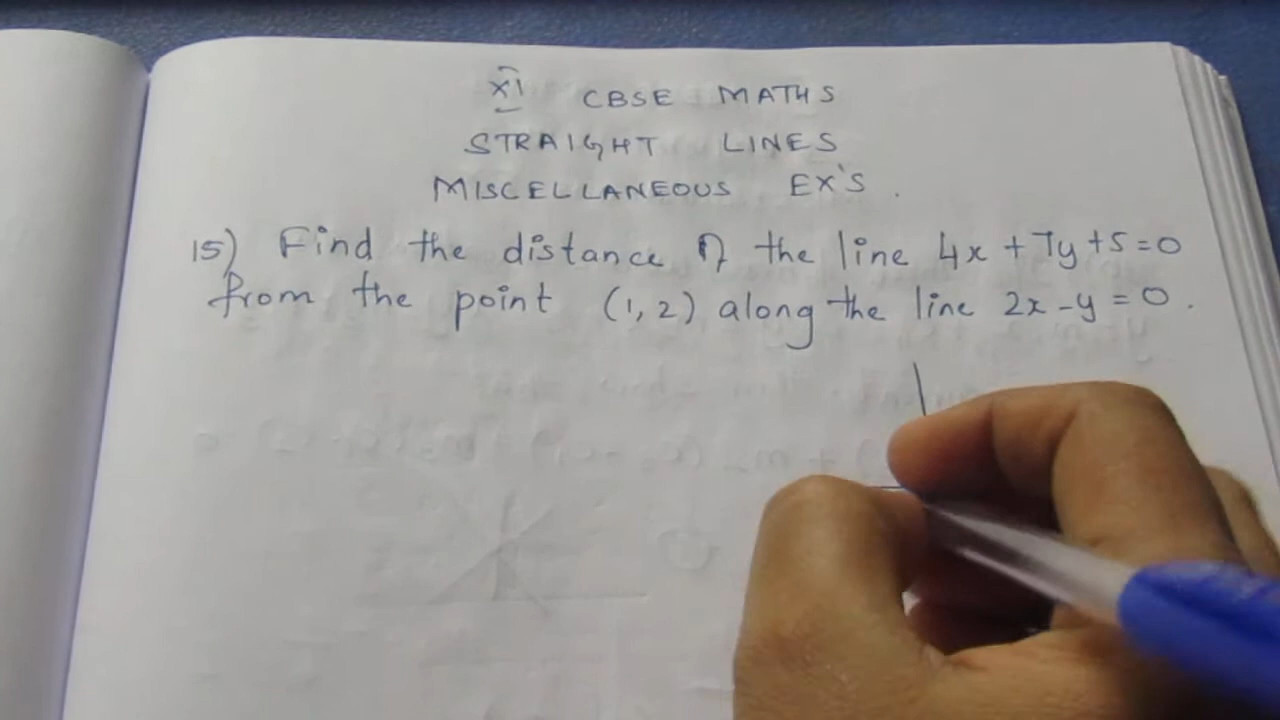 XI CBSE MATHS
STRAIGHT LINES
MISCELLANEOUS EX'S.
15) Find the distance of the line 4x + 7y + 5 = 0
from the point (1, 2) along the line 2x - y = 0.